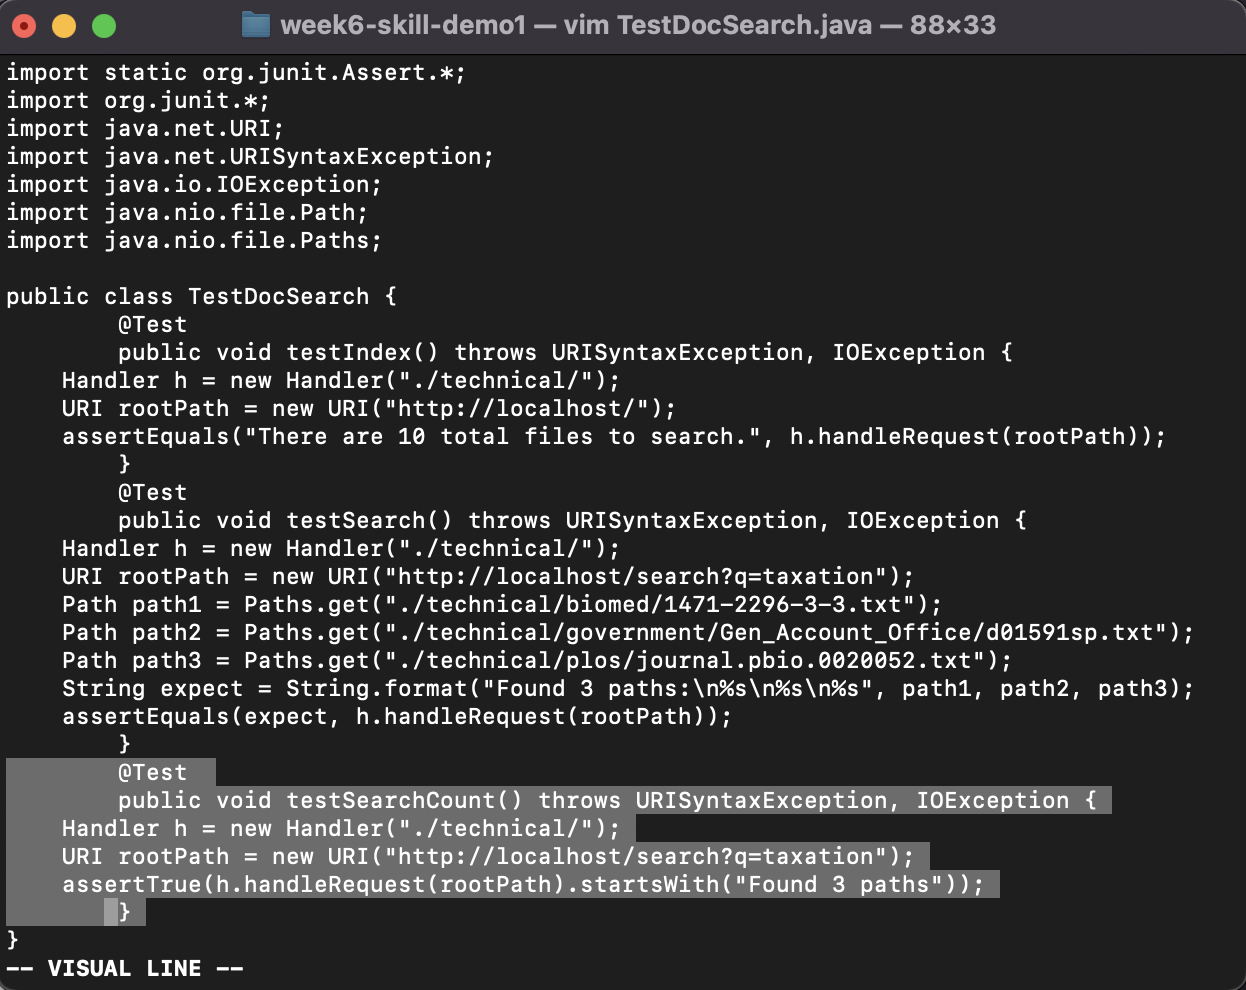 week6-skill-demo1 — vim TestDocSearch.java — 88×33
import static org.junit.Assert.*;
import org.junit.*;
import java.net.URI;
import java.net.URISyntaxException;
import java.io.IOException;
import java.nio.file.Path;
import java.nio.file.Paths;

public class TestDocSearch {
        @Test
        public void testIndex() throws URISyntaxException, IOException {
    Handler h = new Handler("./technical/");
    URI rootPath = new URI("http://localhost/");
    assertEquals("There are 10 total files to search.", h.handleRequest(rootPath));
        }
        @Test
        public void testSearch() throws URISyntaxException, IOException {
    Handler h = new Handler("./technical/");
    URI rootPath = new URI("http://localhost/search?q=taxation");
    Path path1 = Paths.get("./technical/biomed/1471-2296-3-3.txt");
    Path path2 = Paths.get("./technical/government/Gen_Account_Office/d01591sp.txt");
    Path path3 = Paths.get("./technical/plos/journal.pbio.0020052.txt");
    String expect = String.format("Found 3 paths:\n%s\n%s\n%s", path1, path2, path3);
    assertEquals(expect, h.handleRequest(rootPath));
        }
        @Test
        public void testSearchCount() throws URISyntaxException, IOException {
    Handler h = new Handler("./technical/");
    URI rootPath = new URI("http://localhost/search?q=taxation");
    assertTrue(h.handleRequest(rootPath).startsWith("Found 3 paths"));
        }
}
-- VISUAL LINE --